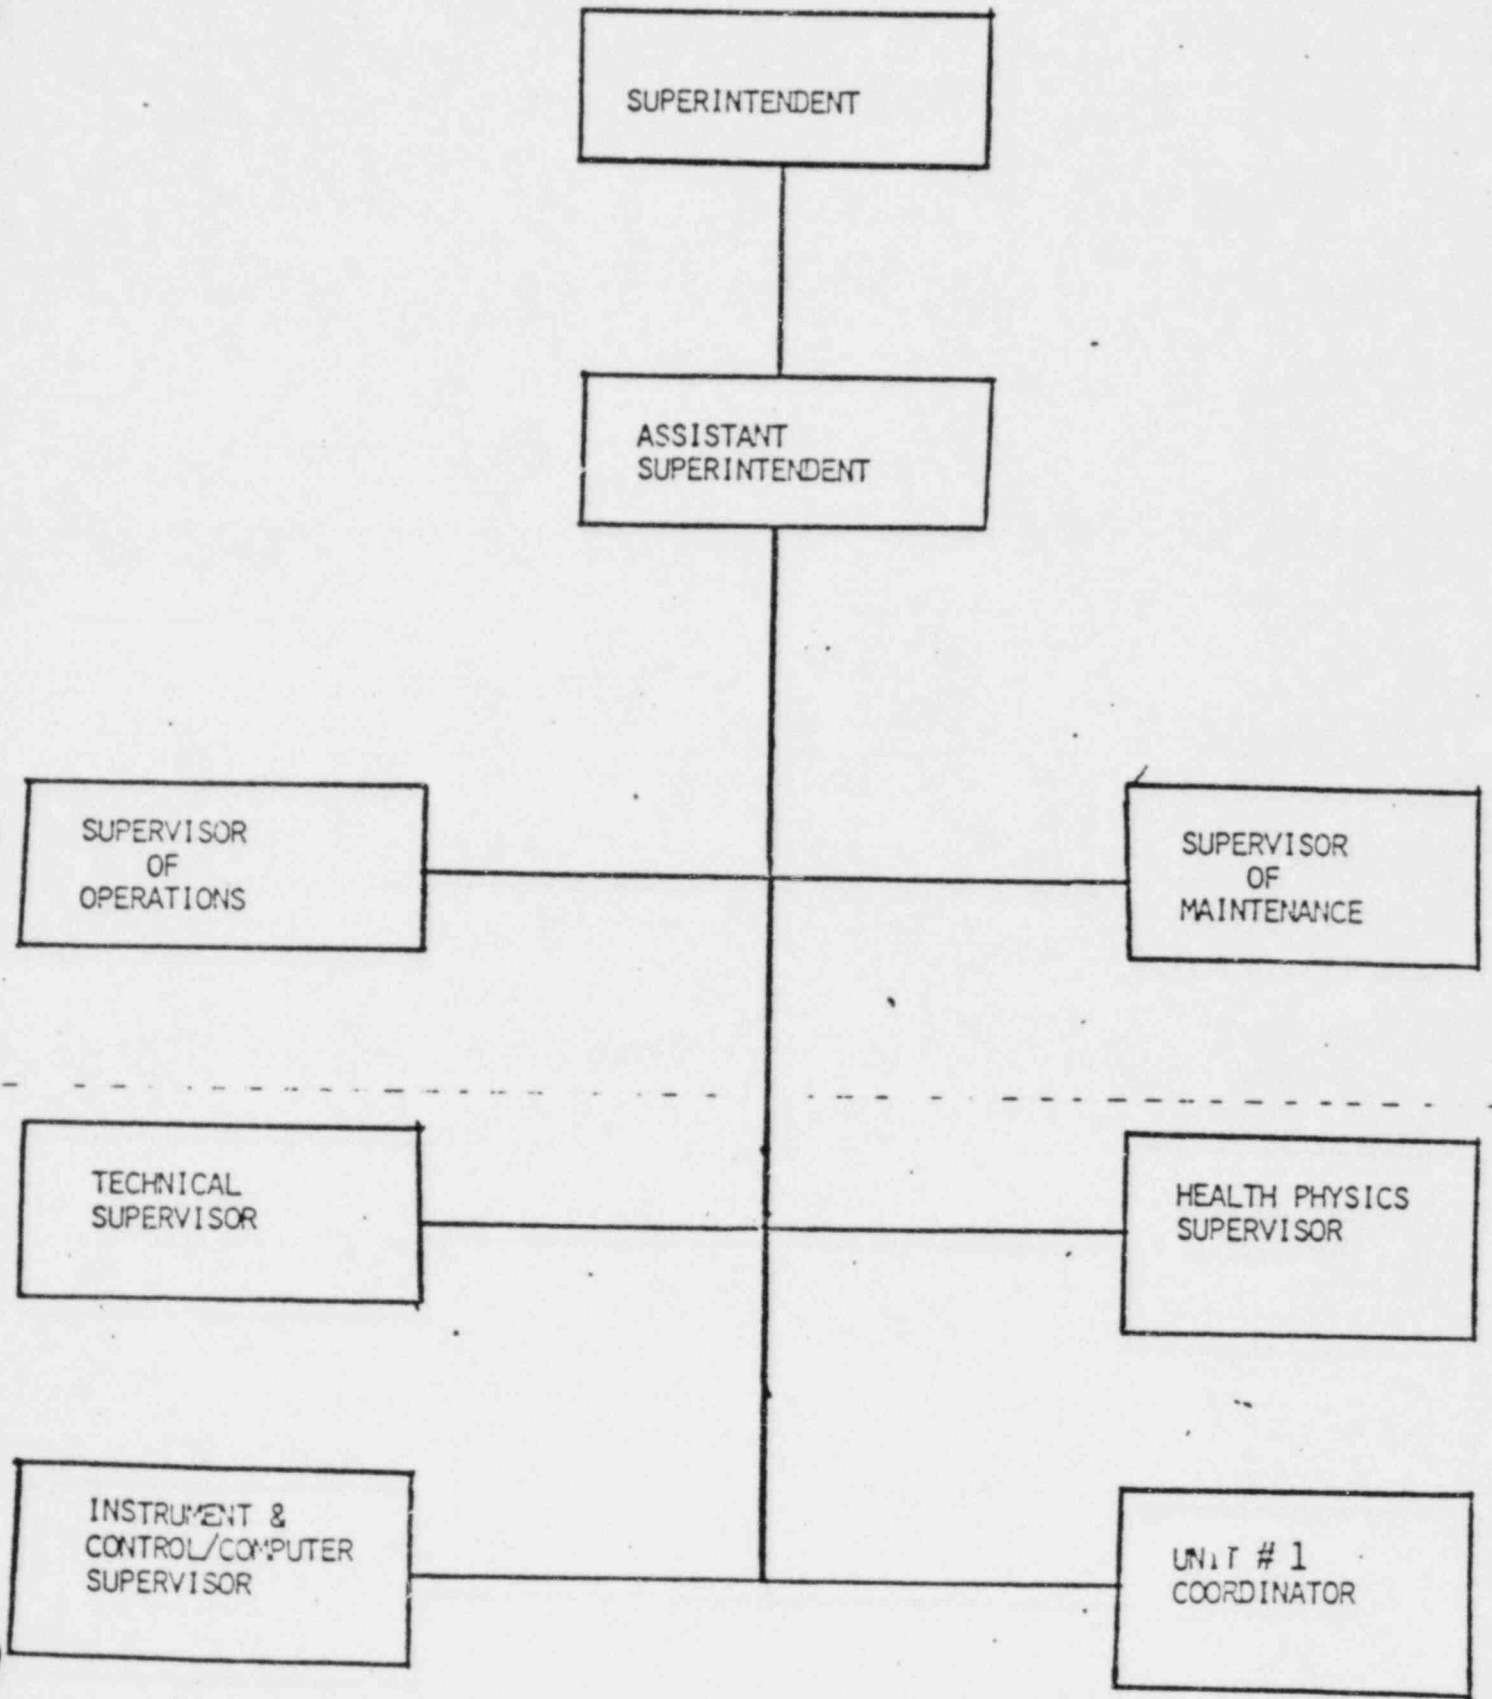 SUPERINTENDENT
ASSISTANT
SUPERINTENDENT
SUPERVISOR
OF
OPERATIONS
SUPERVISOR
OF
MAINTENANCE
TECHNICAL
SUPERVISOR
HEALTH PHYSICS
SUPERVISOR
INSTRUMENT &
CONTROL/COMPUTER
SUPERVISOR
UNIT # 1
COORDINATOR